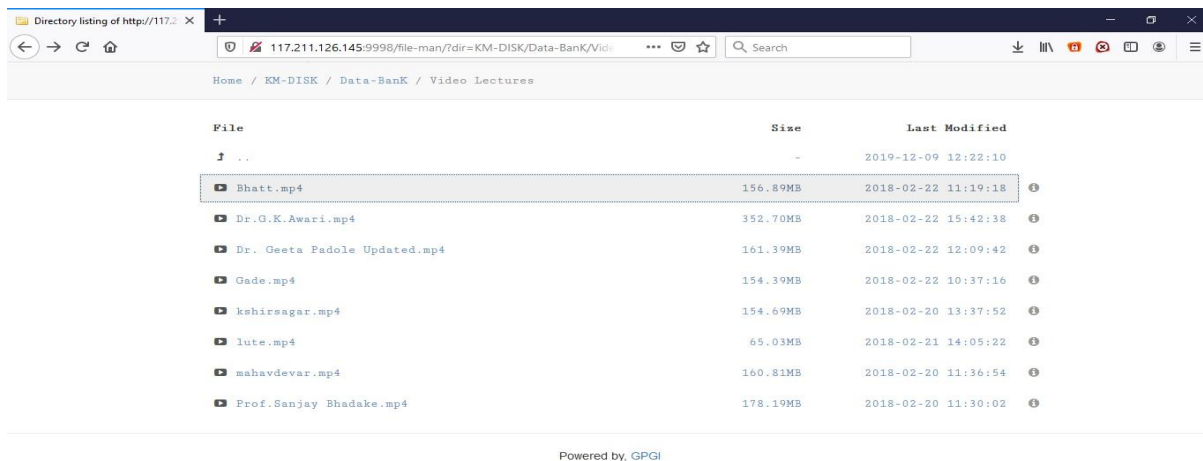 Directory listing of http://117.2
117.211.126.145:9998/file-man/?dir=KM-DISK/Data-BanK/Vide
Search
Home / KM-DISK / Data-BanK / Video Lectures
File Size Last Modified
.. - 2019-12-09 12:22:10
Bhatt.mp4 156.89MB 2018-02-22 11:19:18
Dr.G.K.Awari.mp4 352.70MB 2018-02-22 15:42:38
Dr. Geeta Padole Updated.mp4 161.39MB 2018-02-22 12:09:42
Gade.mp4 154.39MB 2018-02-22 10:37:16
kshirsagar.mp4 154.69MB 2018-02-20 13:37:52
lute.mp4 65.03MB 2018-02-21 14:05:22
mahavdevar.mp4 160.81MB 2018-02-20 11:36:54
Prof.Sanjay Bhadake.mp4 178.19MB 2018-02-20 11:30:02
Powered by, GPGI